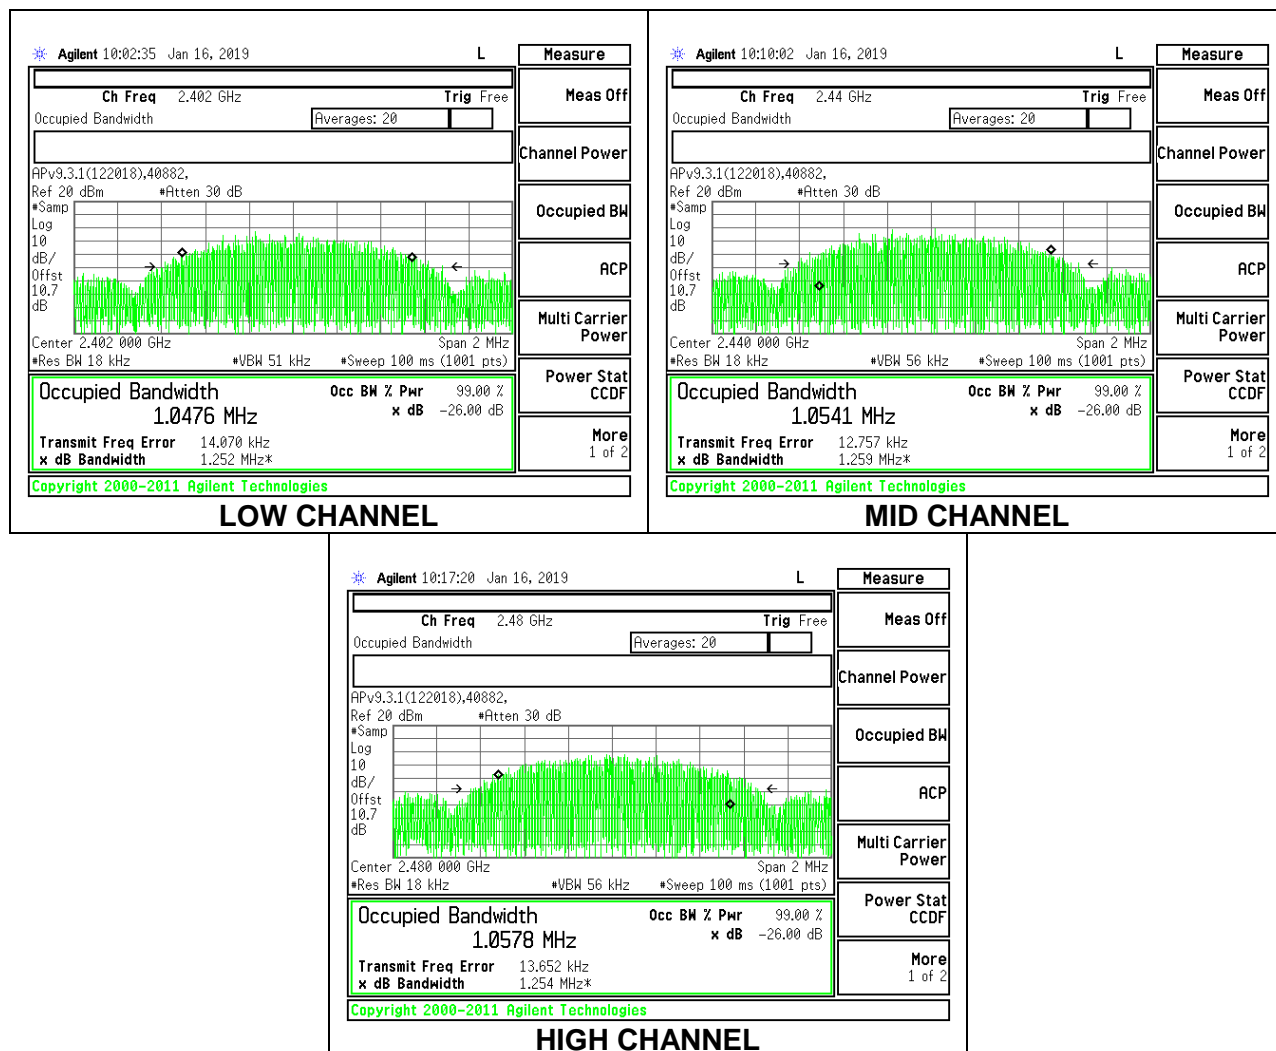 Agilent 10:02:35 Jan 16, 2019 L Measure
Ch Freq 2.402 GHz Trig Free
Occupied Bandwidth Averages: 20
APv9.3.1(122018),40882,
Ref 20 dBm #Atten 30 dB
#Samp
Log
10
dB/
Offst
10.7
dB
Center 2.402 000 GHz Span 2 MHz
#Res BW 18 kHz #VBW 51 kHz #Sweep 100 ms (1001 pts)
Occupied Bandwidth Occ BW % Pwr 99.00 %
1.0476 MHz x dB -26.00 dB
Transmit Freq Error 14.070 kHz
x dB Bandwidth 1.252 MHz*
Copyright 2000-2011 Agilent Technologies
Meas Off
Channel Power
Occupied BW
ACP
Multi Carrier
Power
Power Stat
CCDF
More
1 of 2
LOW CHANNEL
Agilent 10:10:02 Jan 16, 2019 L Measure
Ch Freq 2.44 GHz Trig Free
Occupied Bandwidth Averages: 20
APv9.3.1(122018),40882,
Ref 20 dBm #Atten 30 dB
#Samp
Log
10
dB/
Offst
10.7
dB
Center 2.440 000 GHz Span 2 MHz
#Res BW 18 kHz #VBW 56 kHz #Sweep 100 ms (1001 pts)
Occupied Bandwidth Occ BW % Pwr 99.00 %
1.0541 MHz x dB -26.00 dB
Transmit Freq Error 12.757 kHz
x dB Bandwidth 1.259 MHz*
Copyright 2000-2011 Agilent Technologies
Meas Off
Channel Power
Occupied BW
ACP
Multi Carrier
Power
Power Stat
CCDF
More
1 of 2
MID CHANNEL
Agilent 10:17:20 Jan 16, 2019 L Measure
Ch Freq 2.48 GHz Trig Free
Occupied Bandwidth Averages: 20
APv9.3.1(122018),40882,
Ref 20 dBm #Atten 30 dB
#Samp
Log
10
dB/
Offst
10.7
dB
Center 2.480 000 GHz Span 2 MHz
#Res BW 18 kHz #VBW 56 kHz #Sweep 100 ms (1001 pts)
Occupied Bandwidth Occ BW % Pwr 99.00 %
1.0578 MHz x dB -26.00 dB
Transmit Freq Error 13.652 kHz
x dB Bandwidth 1.254 MHz*
Copyright 2000-2011 Agilent Technologies
Meas Off
Channel Power
Occupied BW
ACP
Multi Carrier
Power
Power Stat
CCDF
More
1 of 2
HIGH CHANNEL